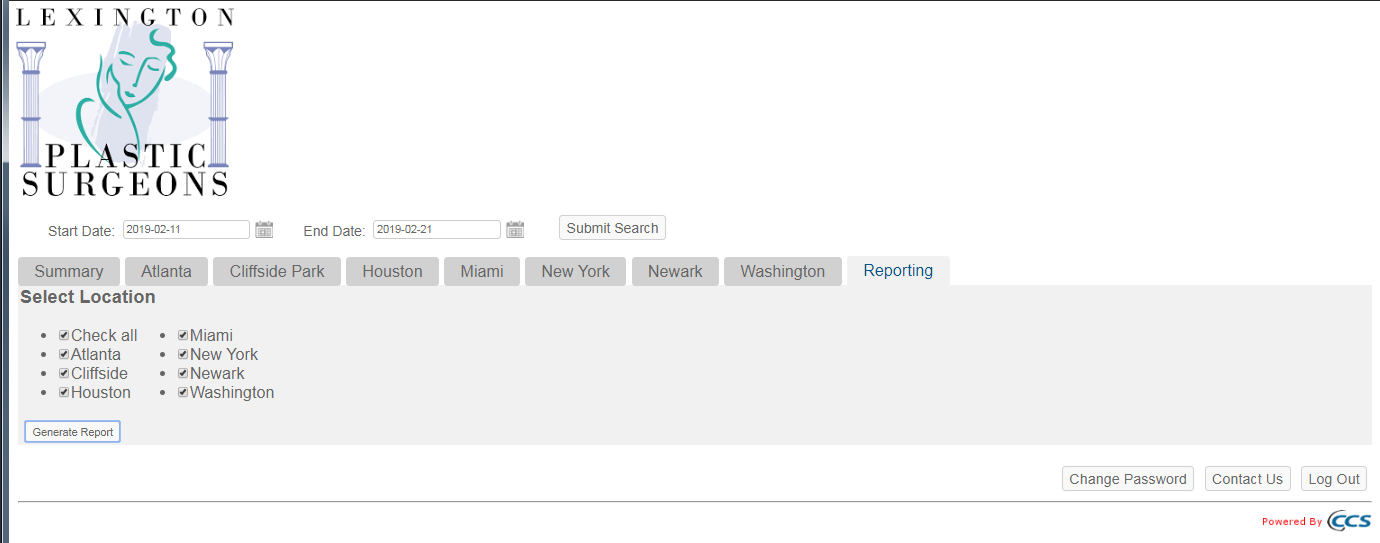 LEXINGTON
PLASTIC
SURGEONS
Start Date: 2019-02-11 End Date: 2019-02-21 Submit Search
Summary Atlanta Cliffside Park Houston Miami New York Newark Washington Reporting
Select Location
Check all Miami
Atlanta New York
Cliffside Newark
Houston Washington
Generate Report
Change Password Contact Us Log Out
Powered By CCS